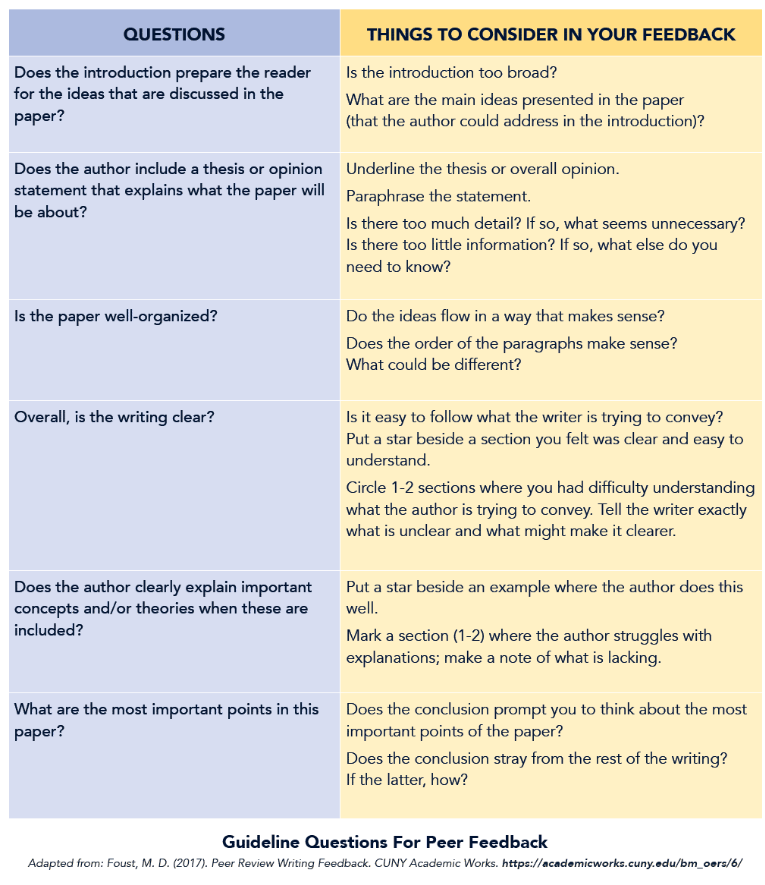 QUESTIONS
THINGS TO CONSIDER IN YOUR FEEDBACK
Does the introduction prepare the reader
for the ideas that are discussed in the
paper?
Is the introduction too broad?
What are the main ideas presented in the paper
(that the author could address in the introduction)?
Does the author include a thesis or opinion
statement that explains what the paper will
be about?
Underline the thesis or overall opinion.
Paraphrase the statement.
Is there too much detail? If so, what seems unnecessary?
Is there too little information? If so, what else do you
need to know?
Is the paper well-organized?
Do the ideas flow in a way that makes sense?
Does the order of the paragraphs make sense?
What could be different?
Overall, is the writing clear?
Is it easy to follow what the writer is trying to convey?
Put a star beside a section you felt was clear and easy to
understand.
Circle 1-2 sections where you had difficulty understanding
what the author is trying to convey. Tell the writer exactly
what is unclear and what might make it clearer.
Does the author clearly explain important
concepts and/or theories when these are
included?
Put a star beside an example where the author does this
well.
Mark a section (1-2) where the author struggles with
explanations; make a note of what is lacking.
What are the most important points in this
paper?
Does the conclusion prompt you to think about the most
important points of the paper?
Does the conclusion stray from the rest of the writing?
If the latter, how?
Guideline Questions For Peer Feedback
Adapted from: Foust, M. D. (2017). Peer Review Writing Feedback. CUNY Academic Works. https://academicworks.cuny.edu/bm_oers/6/